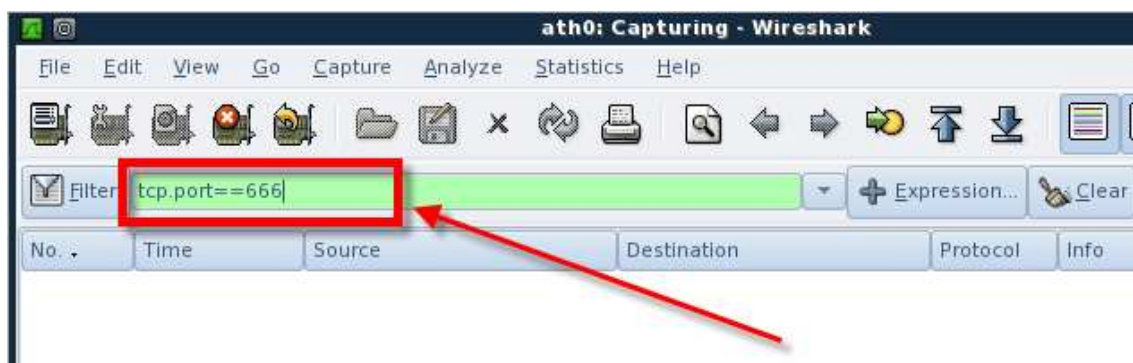 ath0: Capturing - Wireshark
File Edit View Go Capture Analyze Statistics Help
Filter tcp.port==666 Expression... Clear
No. Time Source Destination Protocol Info